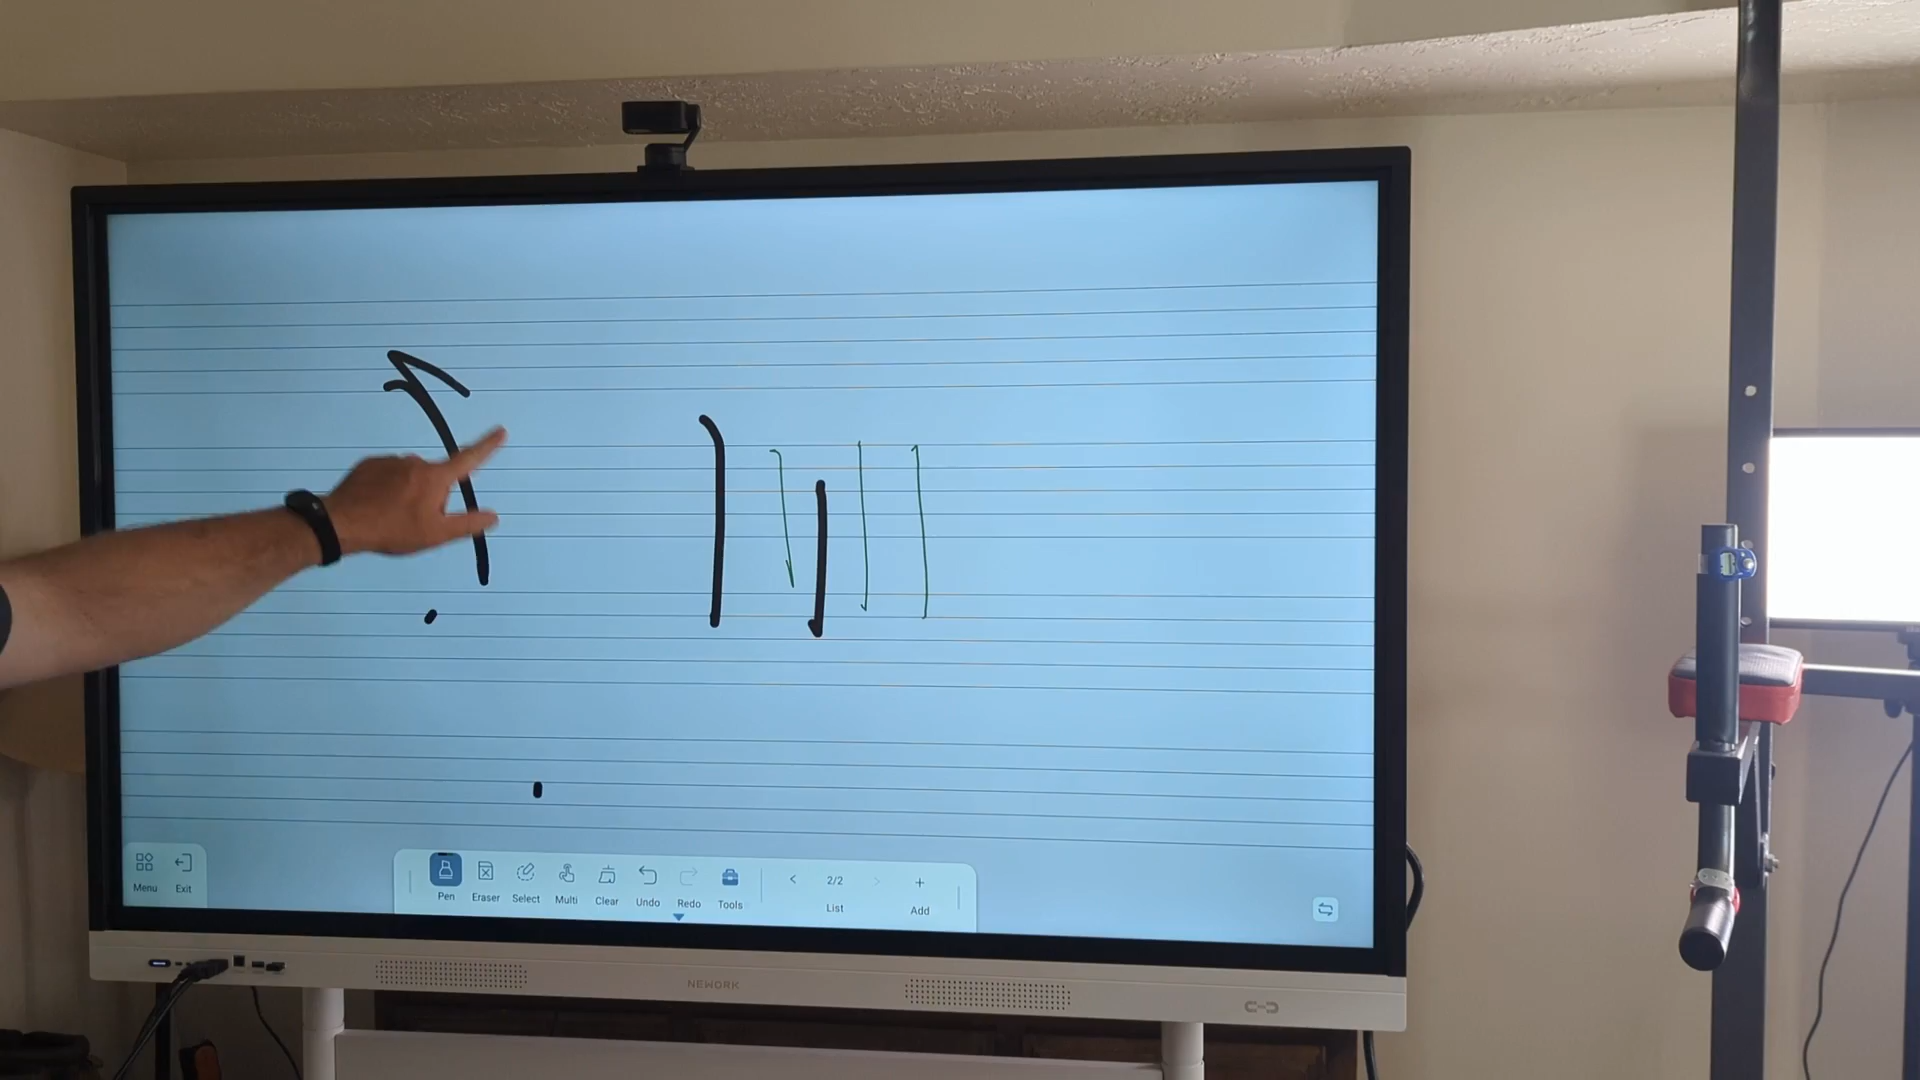 Menu Exit Pen Eraser Select Multi Clear Undo Redo Tools < 2/2 > + 
List Add
NEWORK